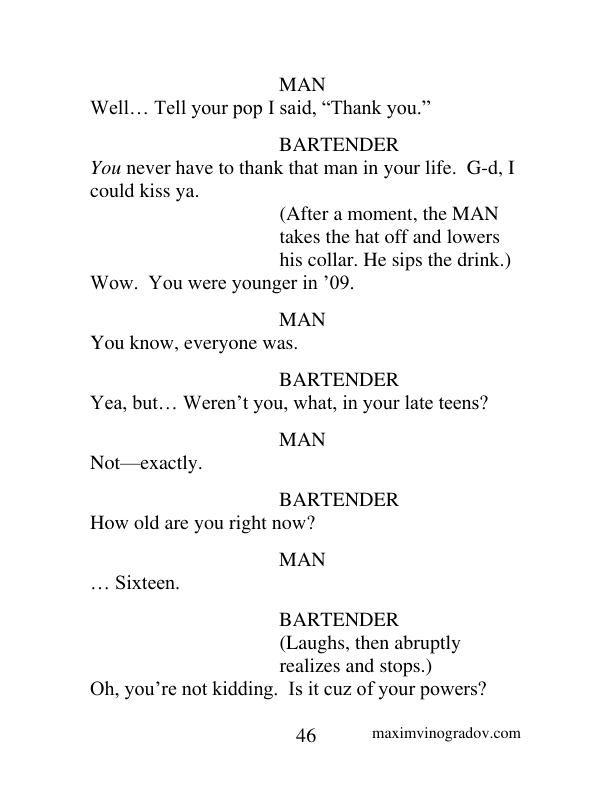 MAN
Well… Tell your pop I said, “Thank you.”
BARTENDER
You never have to thank that man in your life.  G-d, I
could kiss ya.
(After a moment, the MAN
takes the hat off and lowers
his collar. He sips the drink.)
Wow.  You were younger in ’09.
MAN
You know, everyone was.
BARTENDER
Yea, but… Weren’t you, what, in your late teens?
MAN
Not—exactly.
BARTENDER
How old are you right now?
MAN
… Sixteen.
BARTENDER
(Laughs, then abruptly
realizes and stops.)
Oh, you’re not kidding.  Is it cuz of your powers?
46 maximvinogradov.com